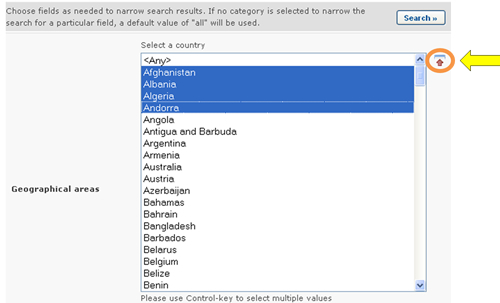 Choose fields as needed to narrow search results. If no category is selected to narrow the
search for a particular field, a default value of "all" will be used.
Search »
Select a country
<Any>
Afghanistan
Albania
Algeria
Andorra
Angola
Antigua and Barbuda
Argentina
Armenia
Australia
Austria
Geographical areas
Azerbaijan
Bahamas
Bahrain
Bangladesh
Barbados
Belarus
Belgium
Belize
Benin
Please use Control-key to select multiple values